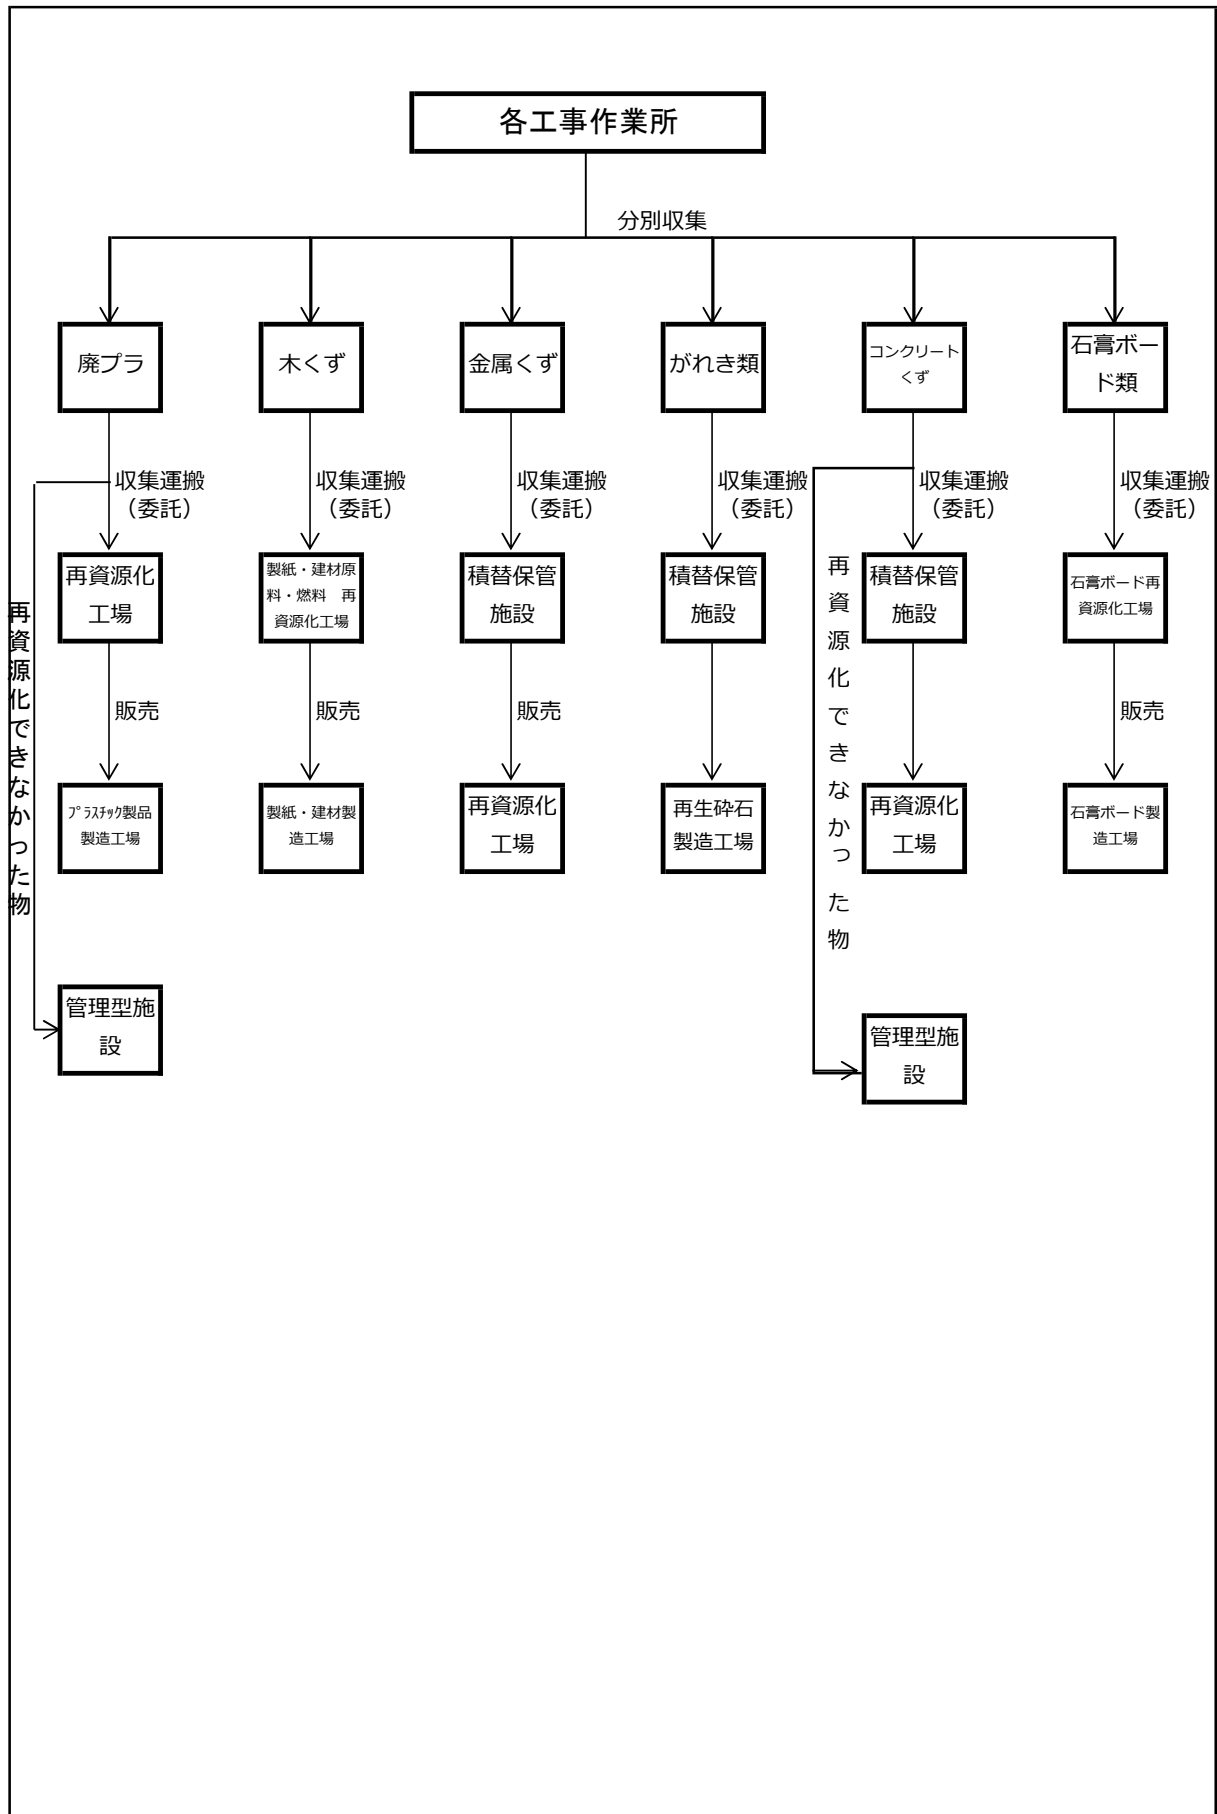 各工事作業所
分別収集
廃プラ
木くず
金属くず
がれき類
コンクリート
くず
石膏ボー
ド類
収集運搬
（委託）
収集運搬
（委託）
収集運搬
（委託）
収集運搬
（委託）
収集運搬
（委託）
収集運搬
（委託）
再資源化できなかった物
再資源化
工場
製紙・建材原
料・燃料　再
資源化工場
積替保管
施設
積替保管
施設
再資源化できなかった物
積替保管
施設
石膏ボード再
資源化工場
販売
販売
販売
販売
ﾌﾟﾗｽﾁｯｸ製品
製造工場
製紙・建材製
造工場
再資源化
工場
再生砕石
製造工場
再資源化
工場
石膏ボード製
造工場
管理型施
設
管理型施
設